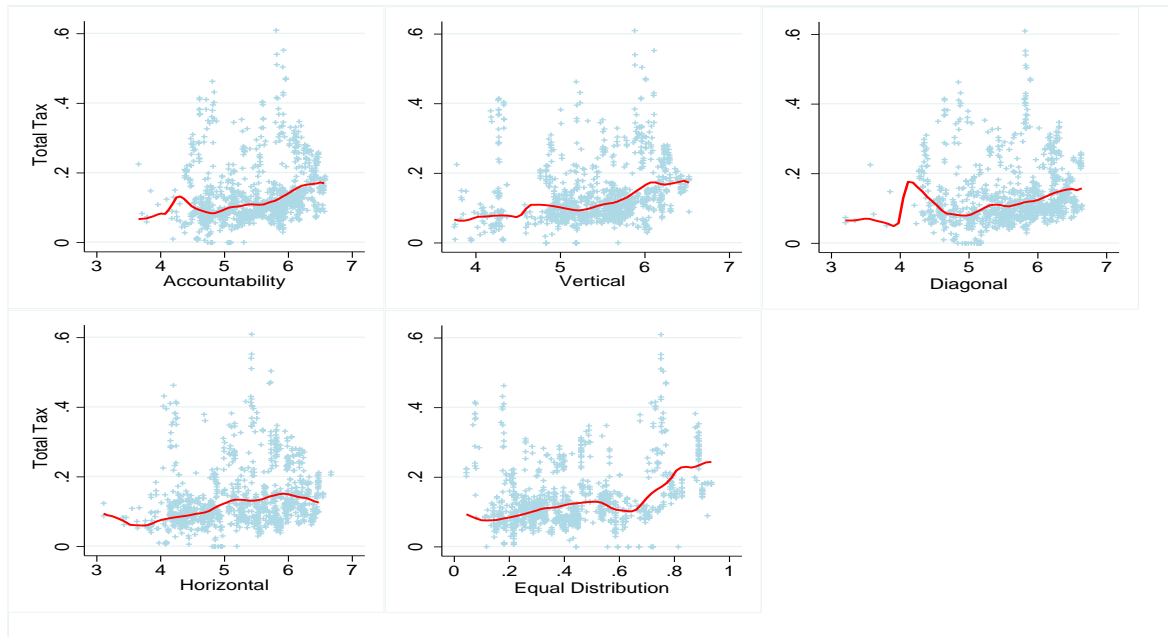 Total Tax
.6
.4
.2
0
3 4 5 6 7
Accountability
.6
.4
.2
0
4 5 6 7
Vertical
.6
.4
.2
0
3 4 5 6 7
Diagonal
Total Tax
.6
.4
.2
0
3 4 5 6 7
Horizontal
.6
.4
.2
0
0 .2 .4 .6 .8 1
Equal Distribution